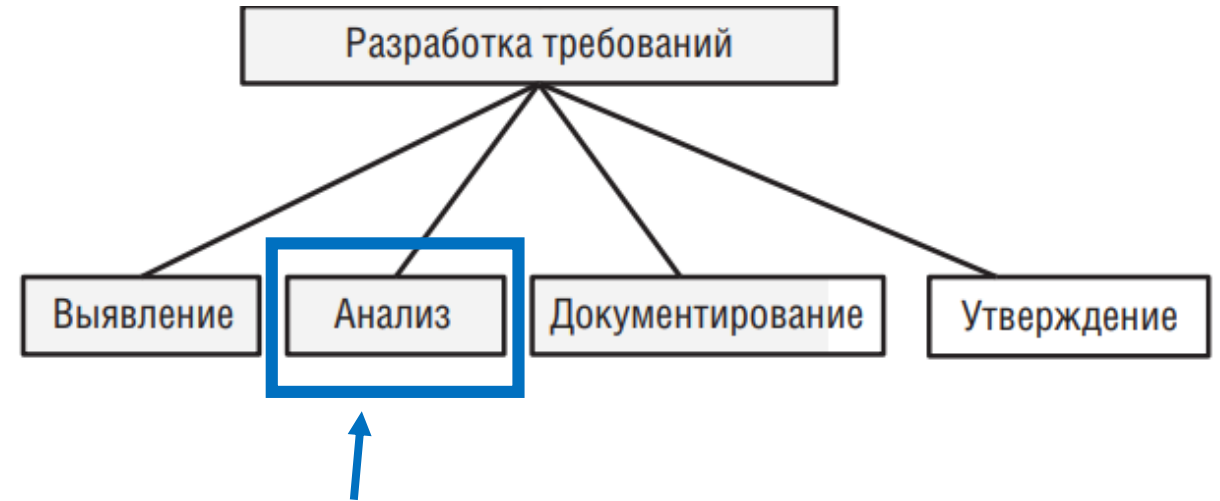 Разработка требований
Выявление
Анализ
Документирование
Утверждение